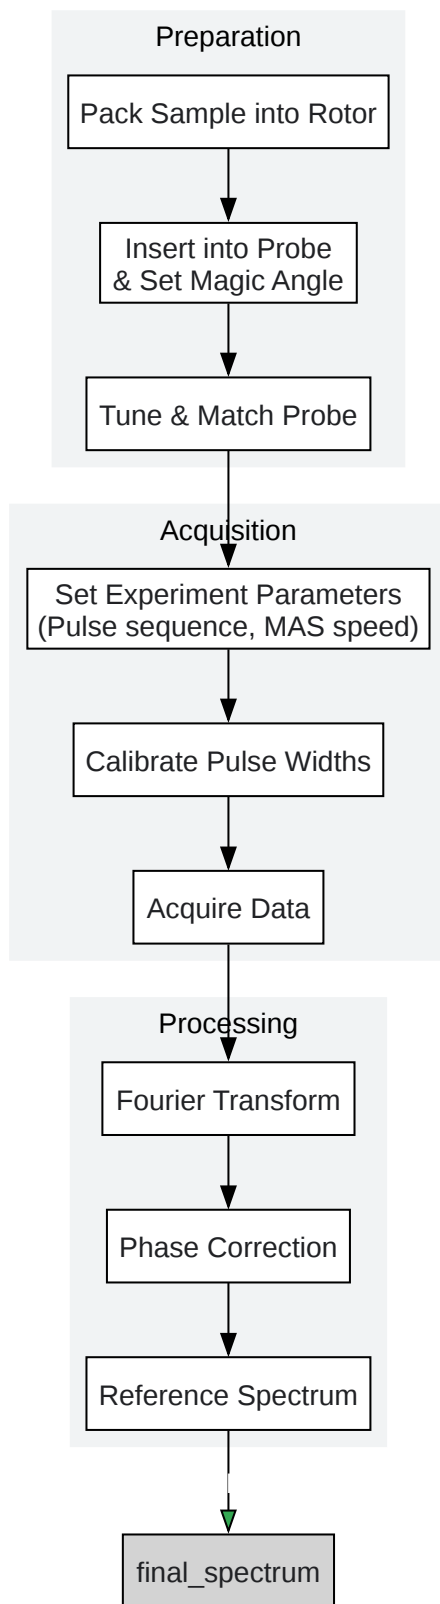 Preparation
Pack Sample into Rotor
Insert into Probe
& Set Magic Angle
Tune & Match Probe
Acquisition
Set Experiment Parameters
(Pulse sequence, MAS speed)
Calibrate Pulse Widths
Acquire Data
Processing
Fourier Transform
Phase Correction
Reference Spectrum
final_spectrum